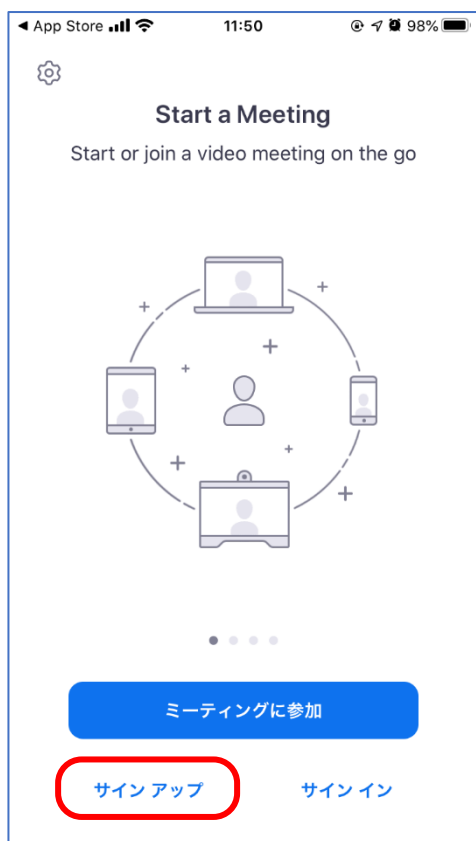 ◀ App Store 11:50 98%
Start a Meeting
Start or join a video meeting on the go
ミーティングに参加
サイン アップ サイン イン